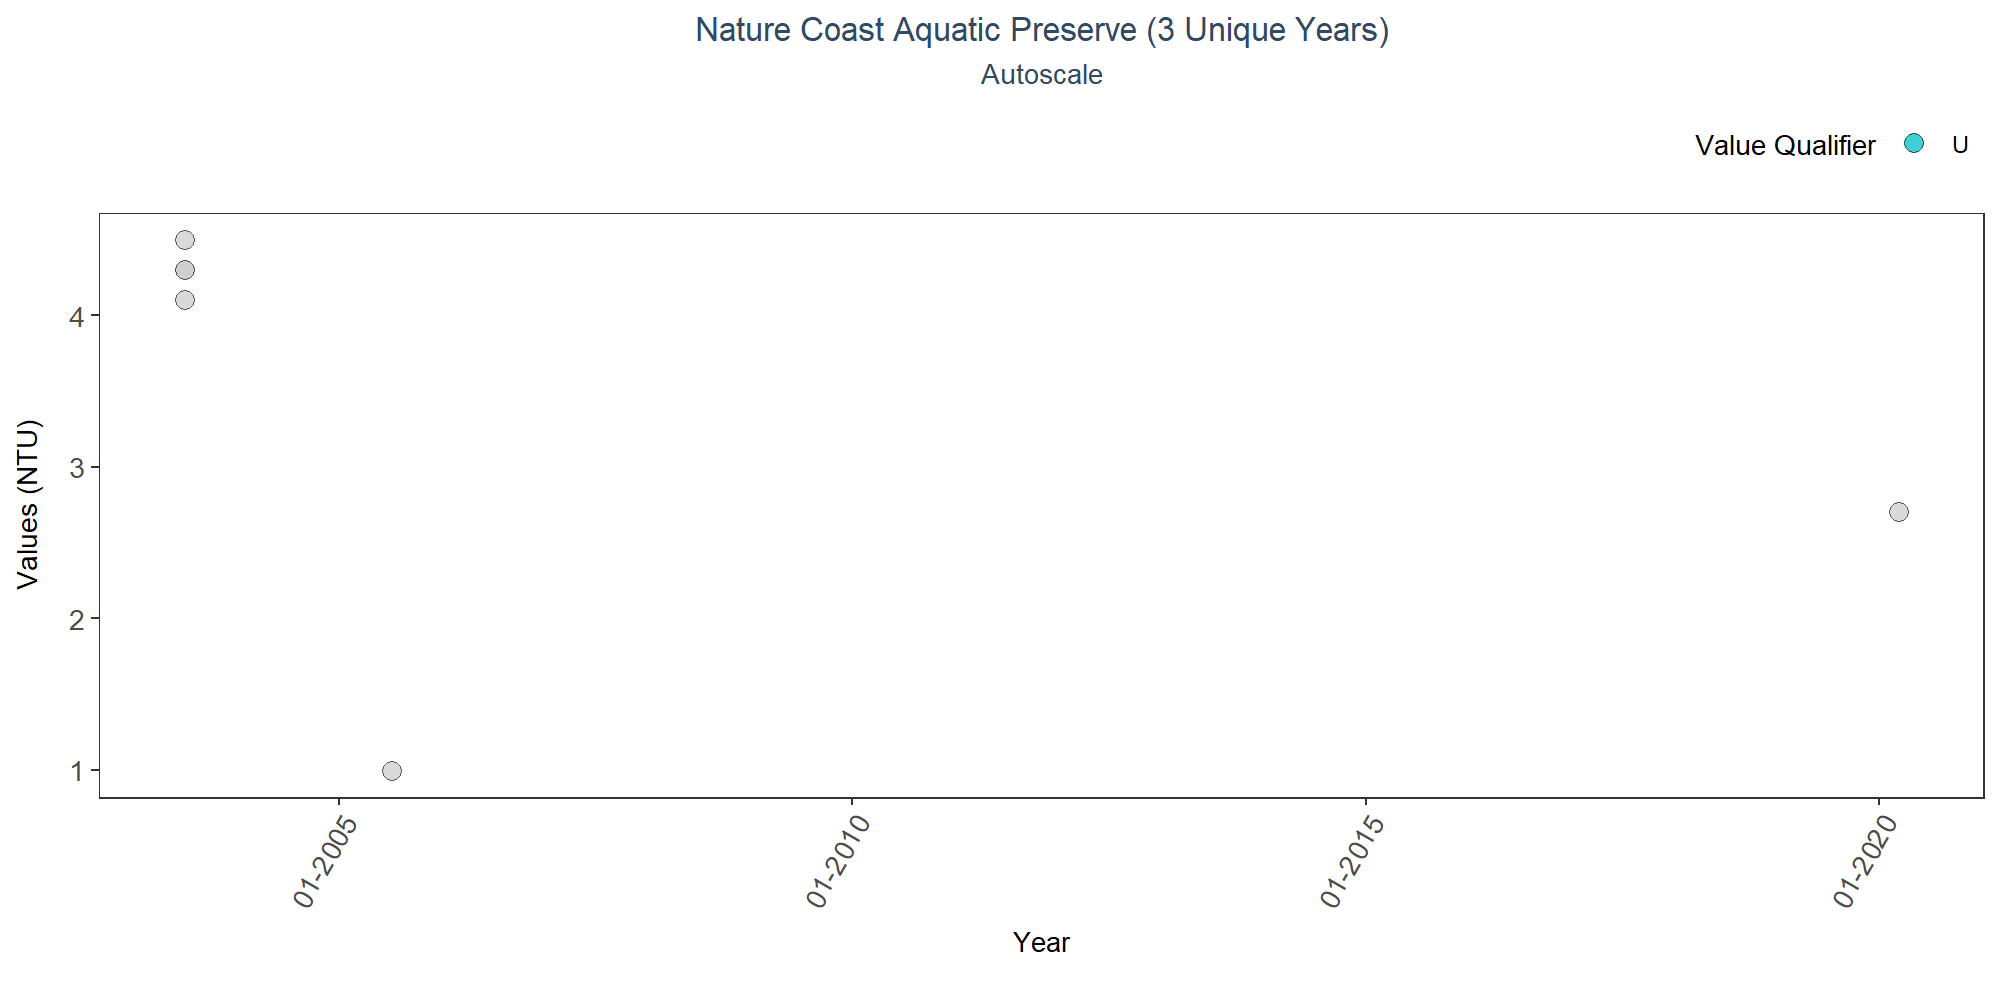 Nature Coast Aquatic Preserve (3 Unique Years)
Autoscale
Value Qualifier U
Values (NTU)
4
3
2
1
01-2005
01-2010
01-2015
01-2020
Year